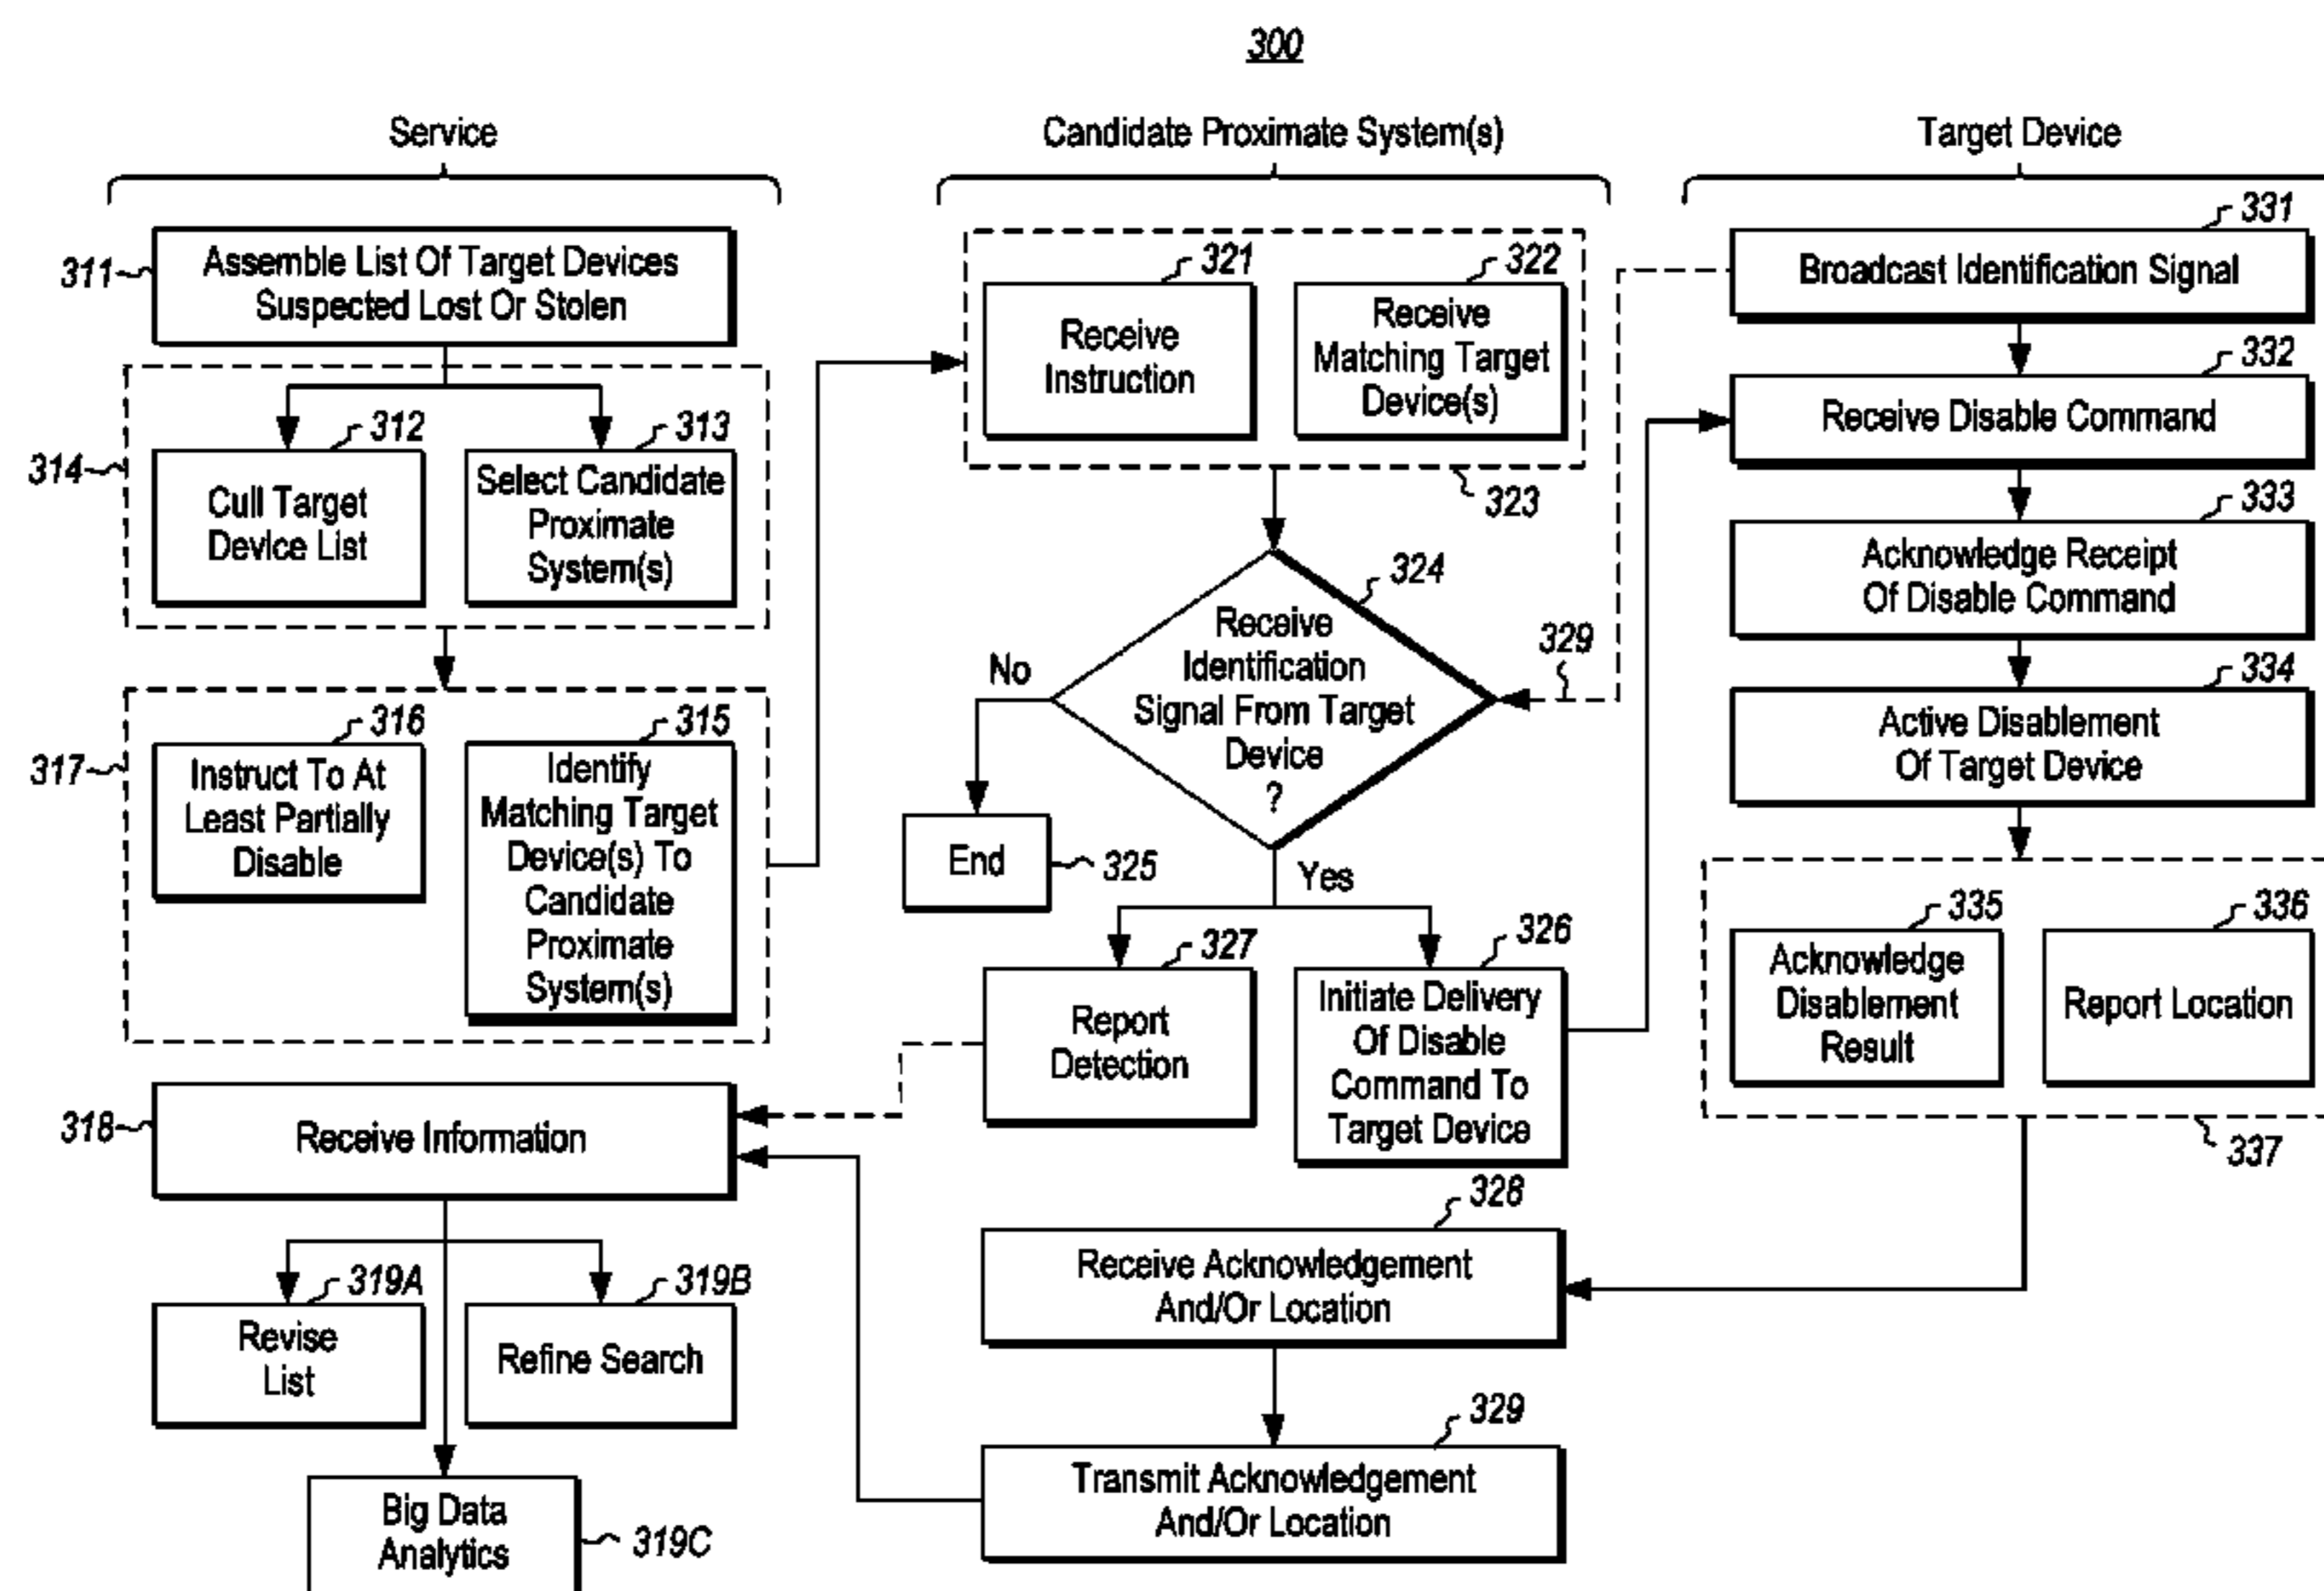 300
Service
311
Assemble List Of Target Devices
Suspected Lost Or Stolen
314
312
Cull Target
Device List
313
Select Candidate
Proximate
System(s)
317
316
Instruct To At
Least Partially
Disable
315
Identify
Matching Target
Device(s) To
Candidate
Proximate
System(s)
318
Receive Information
319A
Revise
List
319B
Refine Search
Big Data
Analytics
319C
Candidate Proximate System(s)
321
Receive
Instruction
322
Receive
Matching Target
Device(s)
323
324
Receive
Identification
Signal From Target
Device
?
329
No
End
325
Yes
327
Report
Detection
326
Initiate Delivery
Of Disable
Command To
Target Device
328
Receive Acknowledgement
And/Or Location
329
Transmit Acknowledgement
And/Or Location
Target Device
331
Broadcast Identification Signal
332
Receive Disable Command
333
Acknowledge Receipt
Of Disable Command
334
Active Disablement
Of Target Device
335
Acknowledge
Disablement
Result
336
Report Location
337